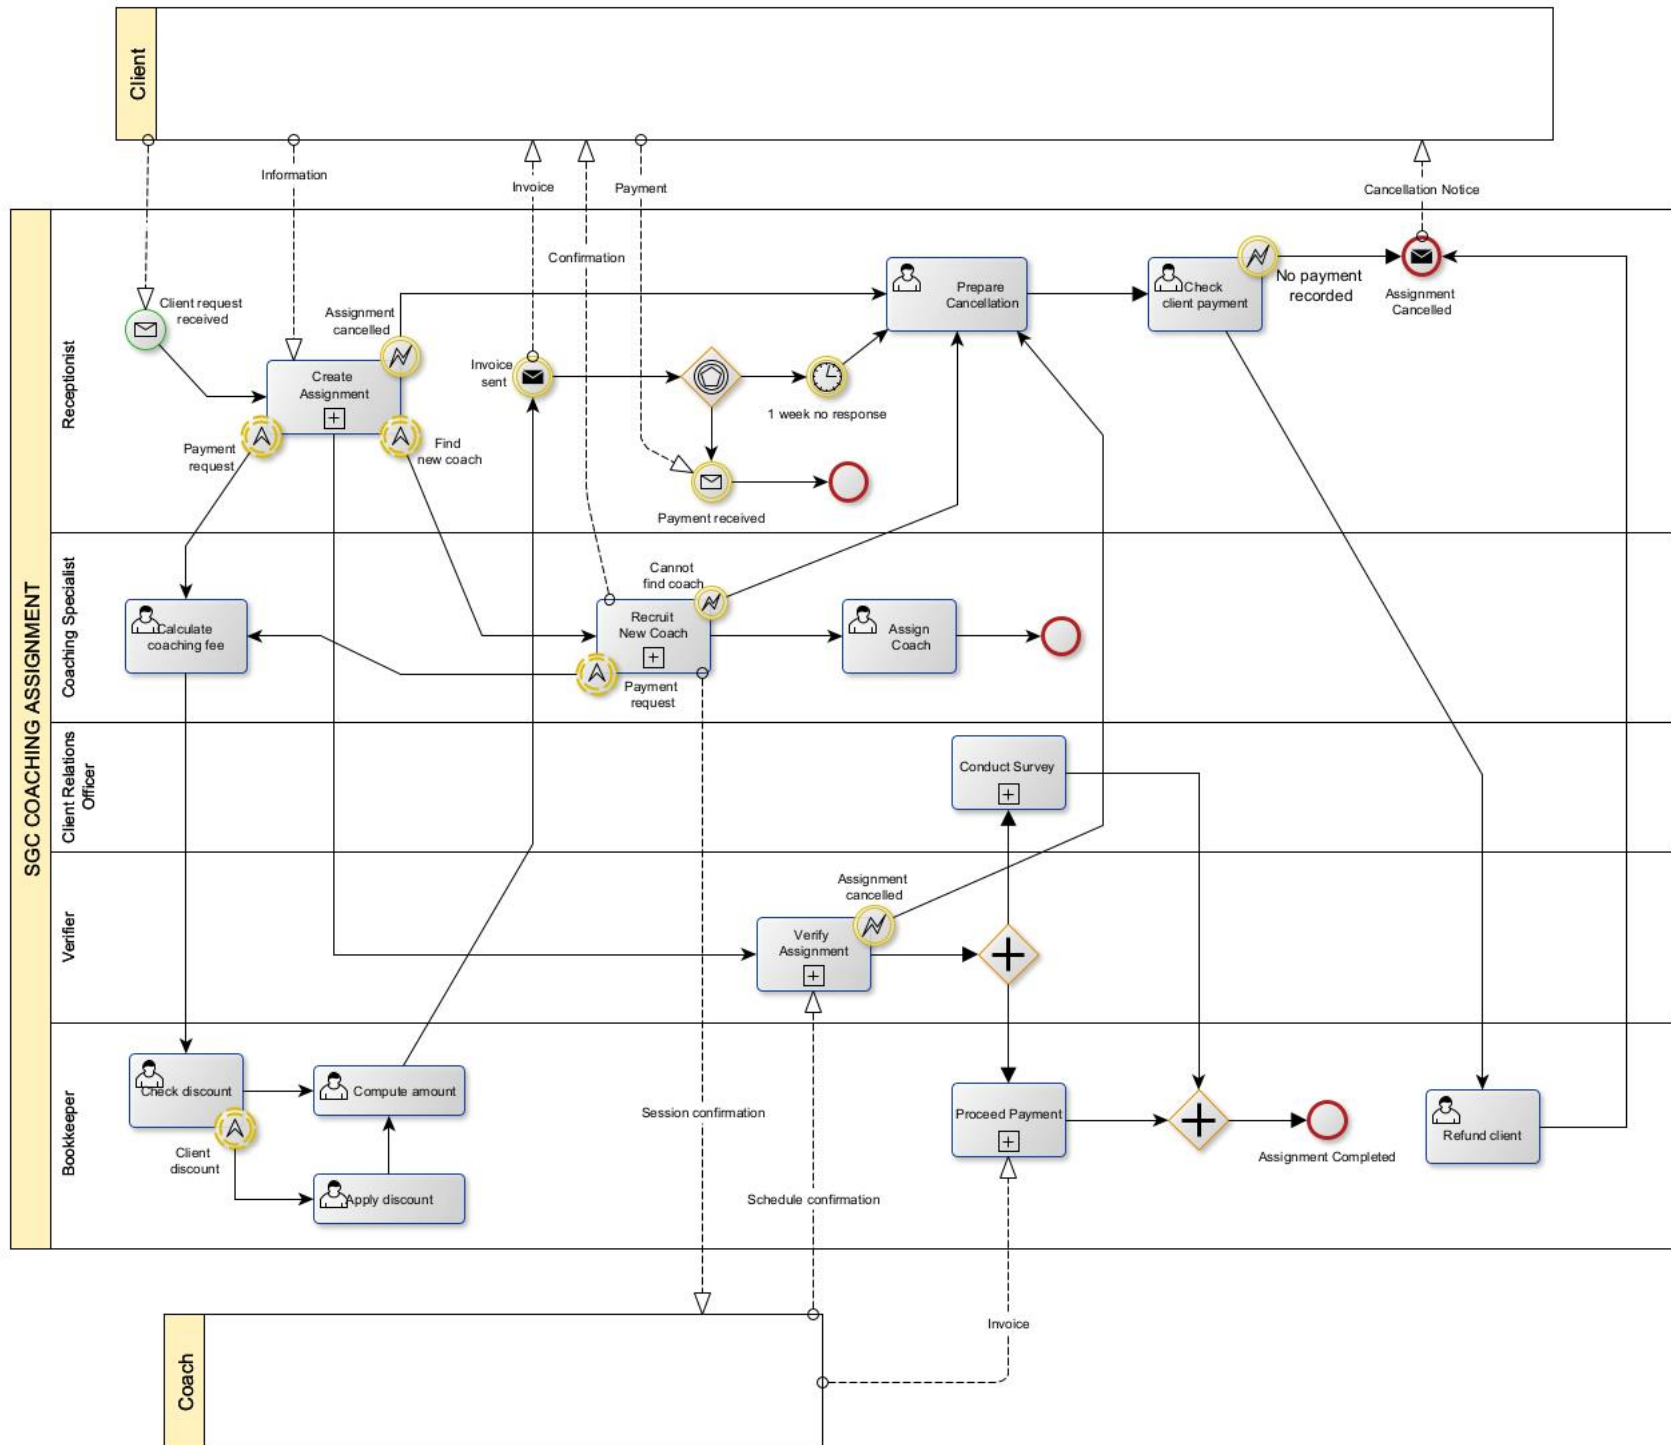 Client
Information
Invoice
Payment
Cancellation Notice
Confirmation
SGC COACHING ASSIGNMENT
Receptionist
Client request
received
Assignment
cancelled
Create
Assignment
Payment
request
Find
new coach
Invoice
sent
1 week no response
Payment received
Prepare
Cancellation
Check
client payment
No payment
recorded
Assignment
Cancelled
Coaching Specialist
Calculate
coaching fee
Cannot
find coach
Recruit
New Coach
Payment
request
Assign
Coach
Client Relations
Officer
Conduct Survey
Verifier
Assignment
cancelled
Verify
Assignment
Bokkeeper
Check discount
Client
discount
Compute amount
Apply discount
Session confirmation
Schedule confirmation
Proceed Payment
Assignment Completed
Refund client
Invoice
Coach